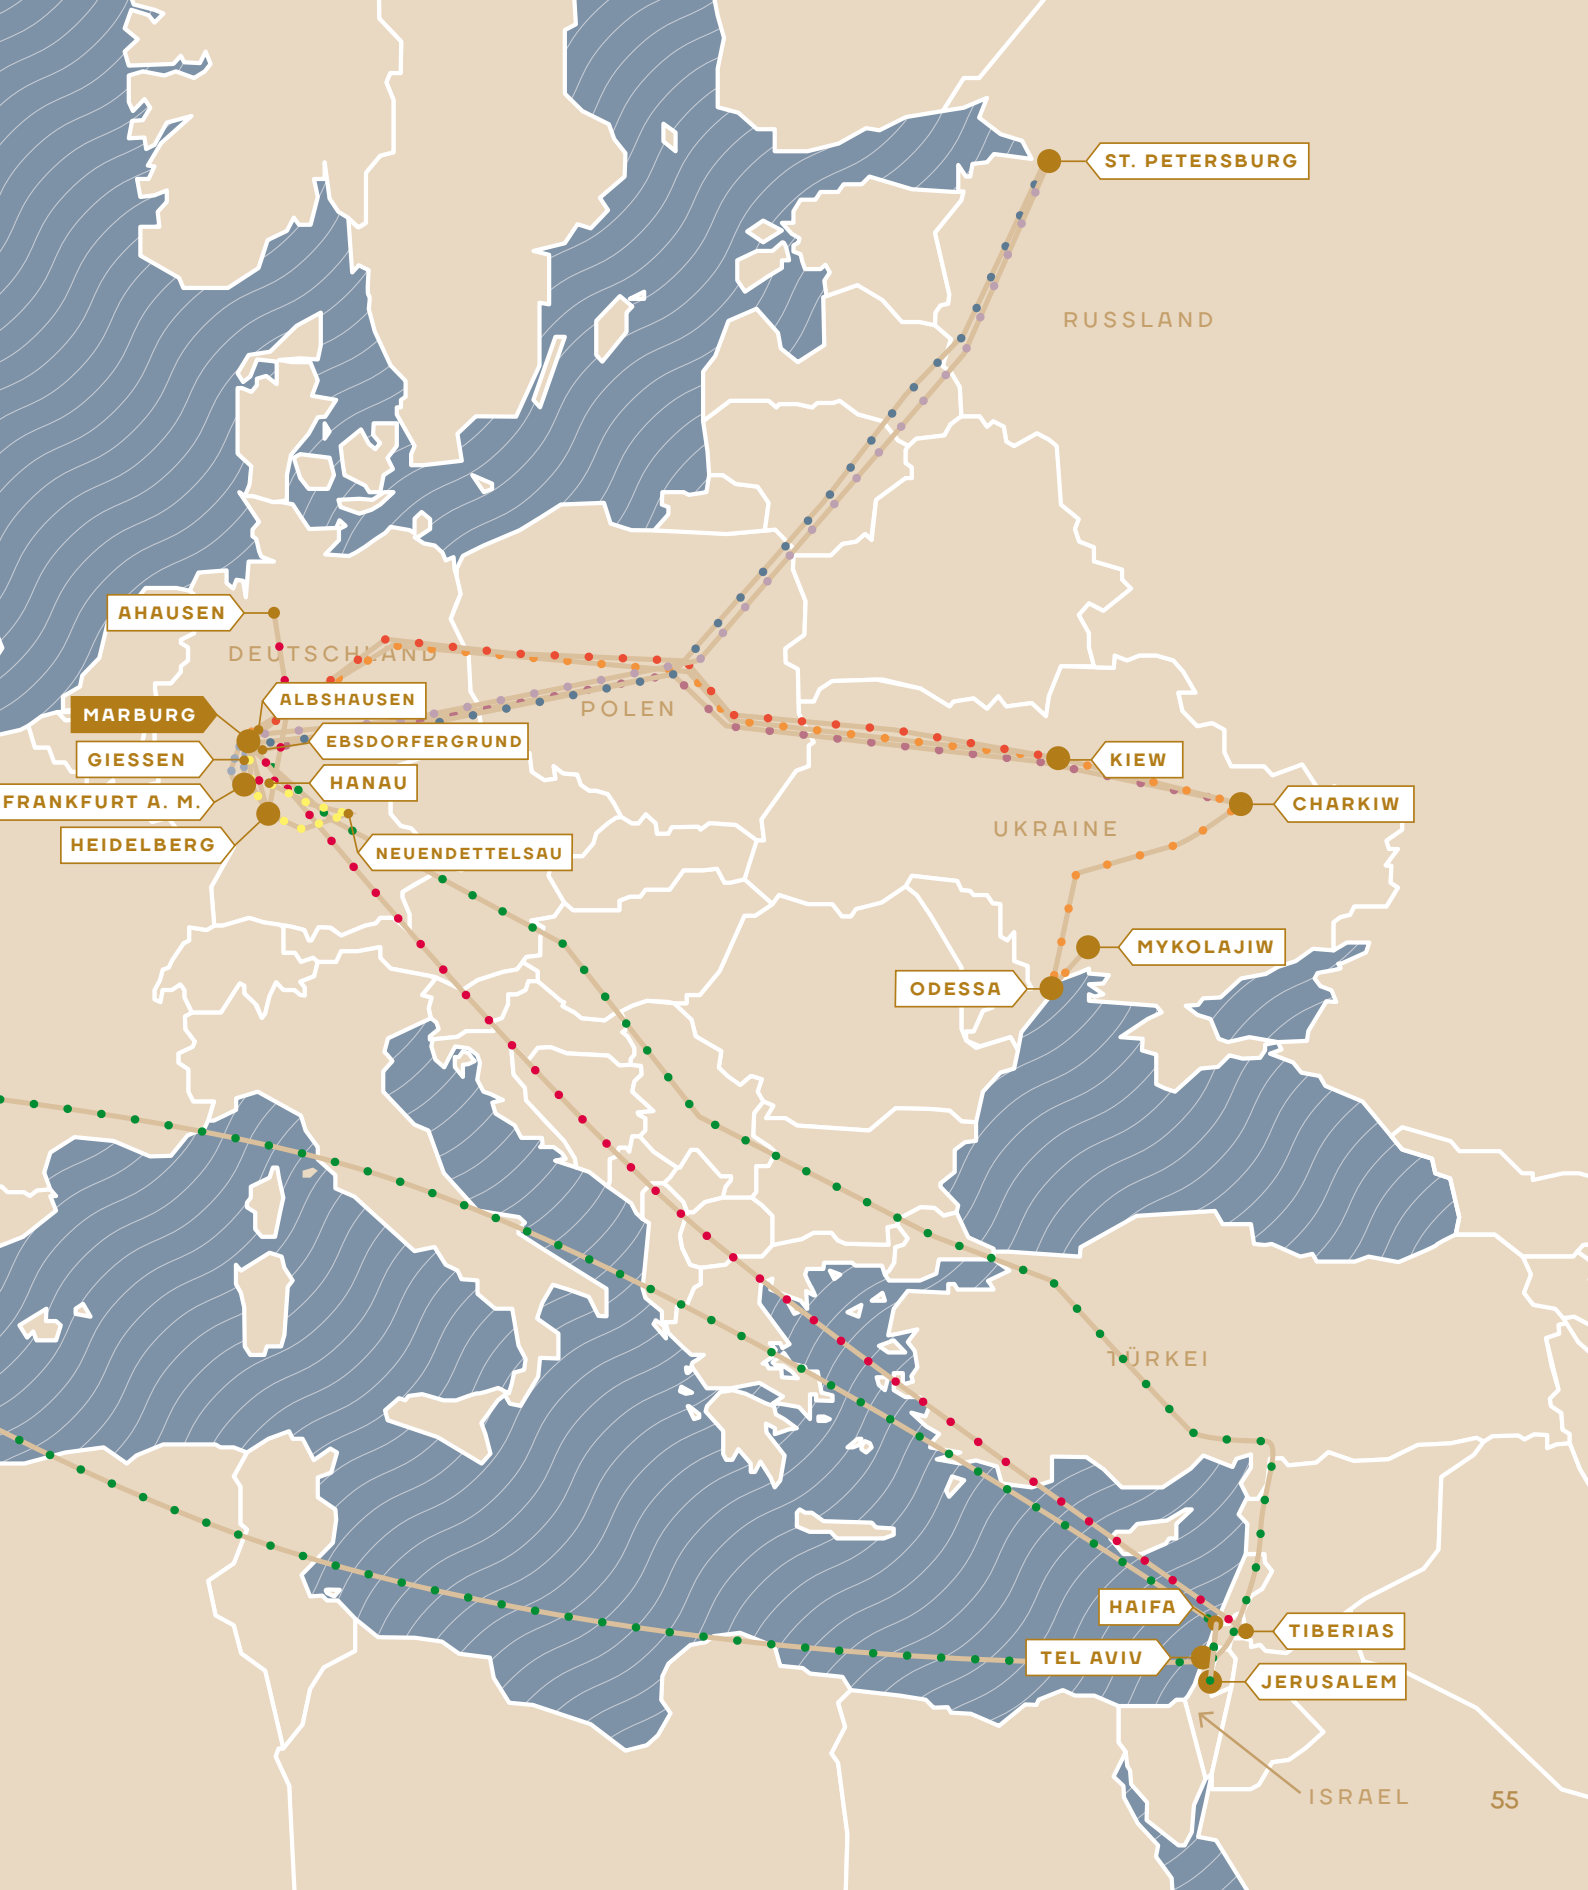 ST. PETERSBURG
RUSSLAND
AHAUSEN
DEUTSCHLAND
ALBSHAUSEN
MARBURG
POLEN
EBSDORFERGRUND
GIESSEN
KIEW
HANAU
FRANKFURT A. M.
CHARKIW
UKRAINE
HEIDELBERG
NEUENDETTELSAU
MYKOLAJIW
ODESSA
TÜRKEI
HAIFA
TIBERIAS
TEL AVIV
JERUSALEM
ISRAEL
55